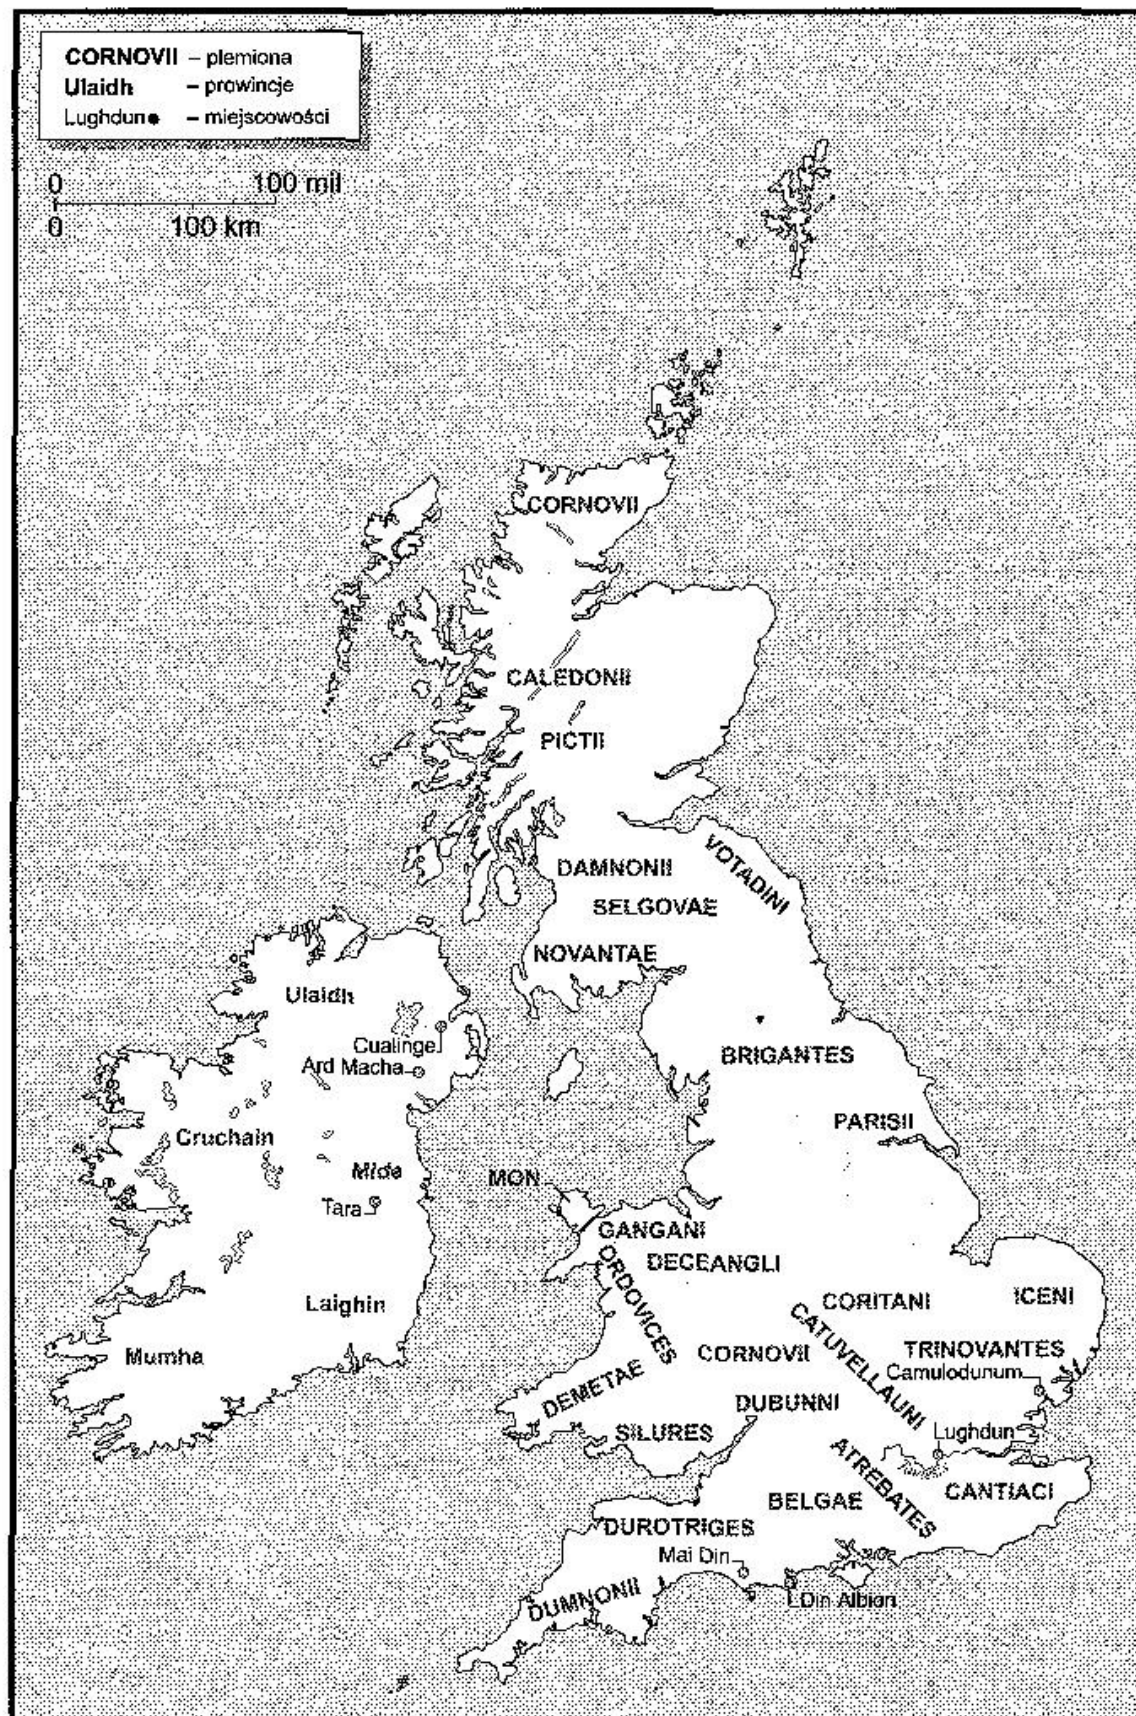 CORNOVII – plemiona
Ulaidh – prowincje
Lughdun – miejscowości
0 100 mil
0 100 km
CORNOVII
CALEDONII
PICTII
VOTADINI
DAMNONII
SELGOVAE
NOVANTAE
Ulaidh
Cualinge
Ard Macha
BRIGANTES
PARISII
Cruchain
Mide
MON
Tara
GANGANI
DECEANGLI
ORDOVICES
ICENI
CORITANI
Laighin
CATUVELLAUNI
TRINOVANTES
Mumha
CORNOVII
Camulodunum
DEMETAE
DUBUNNI
SILURES
Lughdun
ATREBATES
CANTIACI
BELGAE
DUROTRIGES
Mai Din
DUMNONII
Din Albion